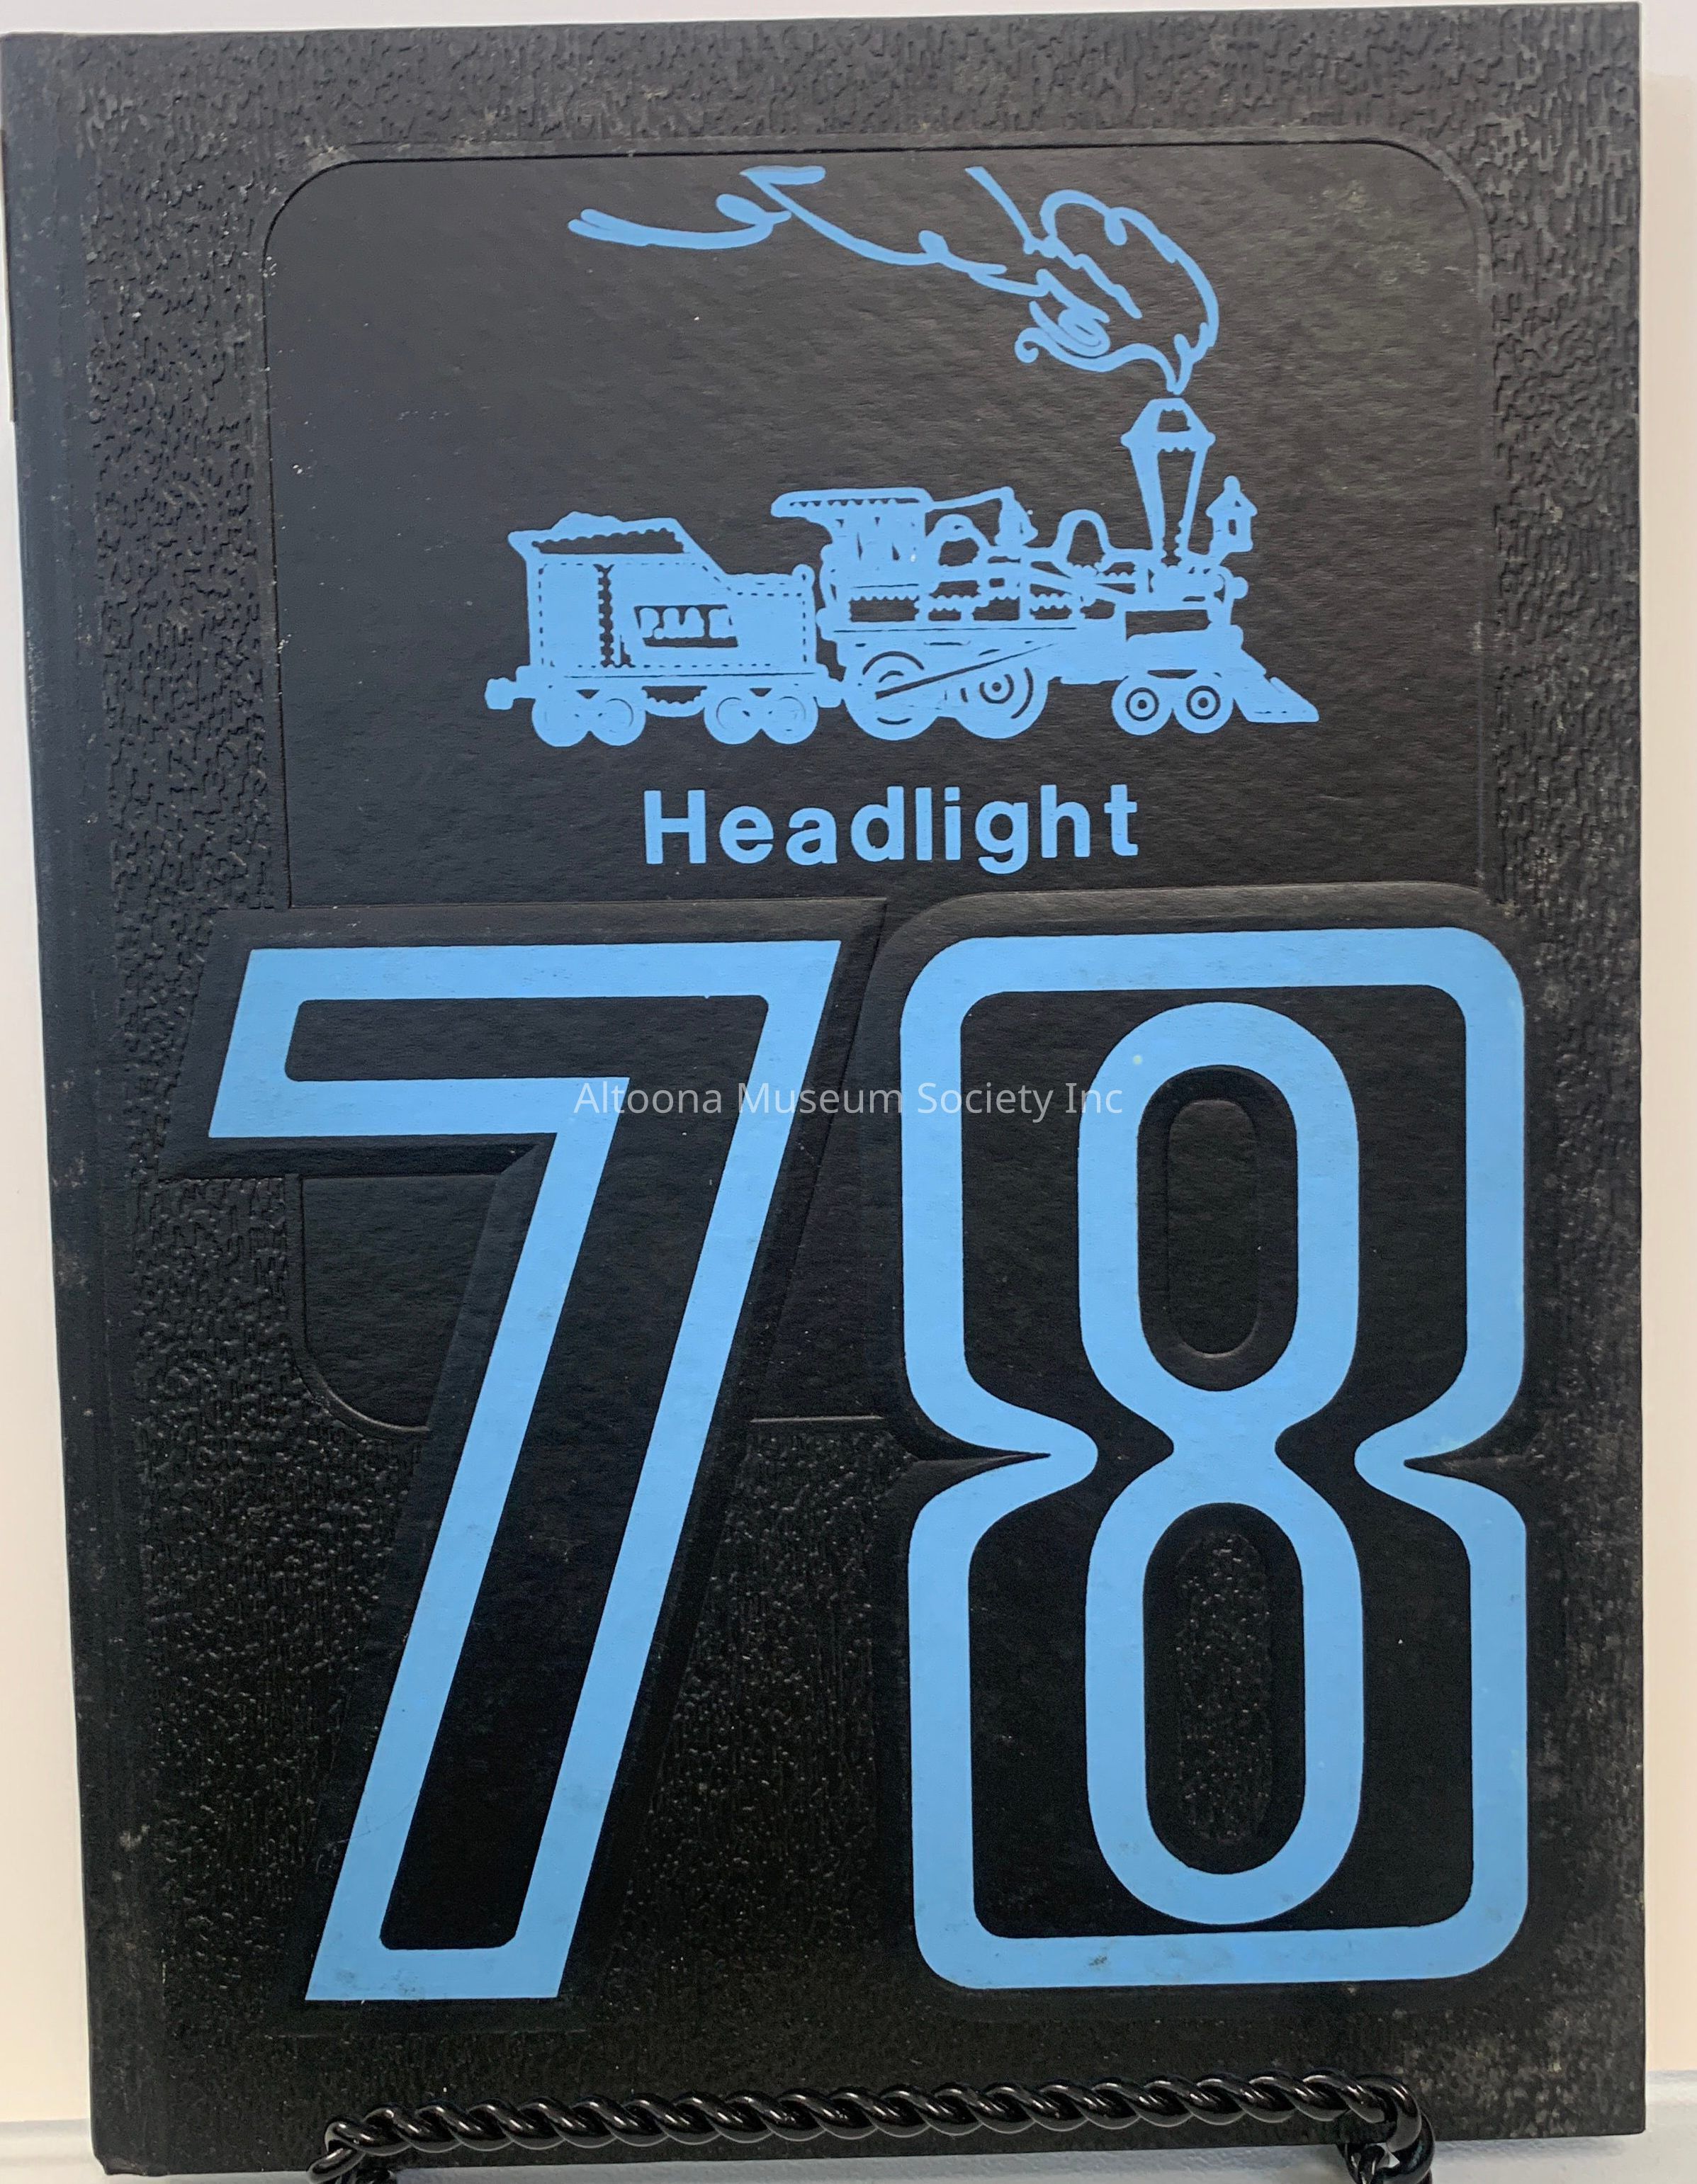 Headlight
78
Altoona Museum Society Inc